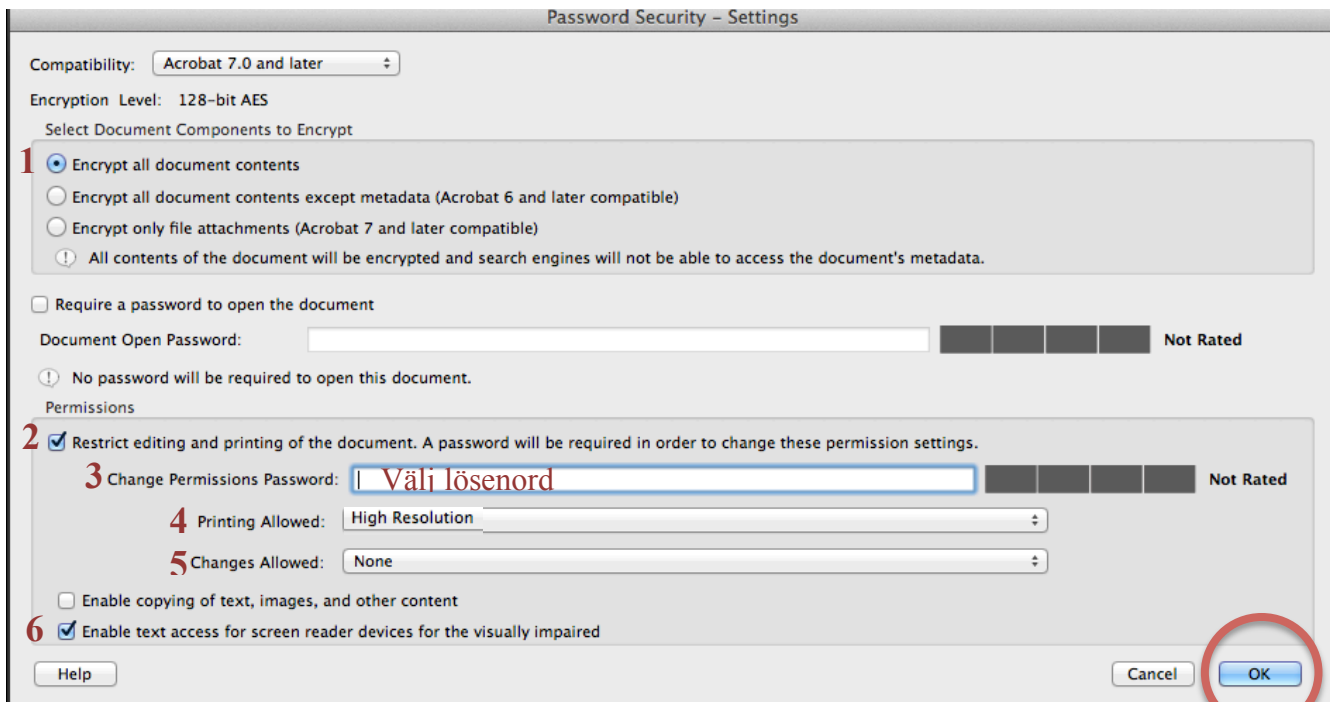 Password Security – Settings
Compatibility: Acrobat 7.0 and later
Encryption Level: 128-bit AES
Select Document Components to Encrypt
1 Encrypt all document contents
Encrypt all document contents except metadata (Acrobat 6 and later compatible)
Encrypt only file attachments (Acrobat 7 and later compatible)
All contents of the document will be encrypted and search engines will not be able to access the document's metadata.
Require a password to open the document
Document Open Password: Not Rated
No password will be required to open this document.
Permissions
2 Restrict editing and printing of the document. A password will be required in order to change these permission settings.
3 Change Permissions Password: Välj lösenord Not Rated
4 Printing Allowed: High Resolution
5 Changes Allowed: None
Enable copying of text, images, and other content
6 Enable text access for screen reader devices for the visually impaired
Help Cancel OK